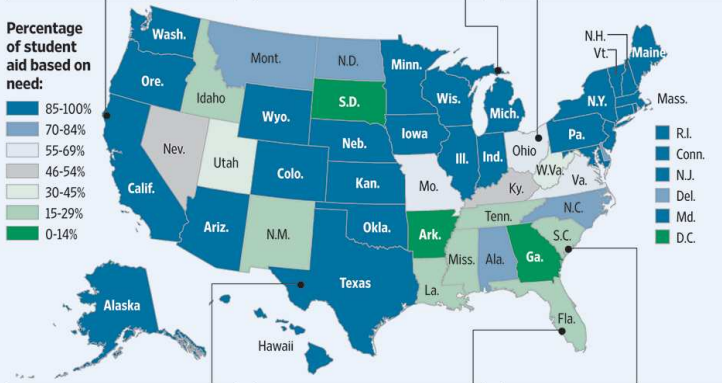 Percentage
of student
aid based on
need:
85-100%
70-84%
55-69%
46-54%
30-45%
15-29%
0-14%
Wash.
Ore.
Calif.
Idaho
Nev.
Utah
Ariz.
Mont.
Wyo.
Colo.
N.M.
N.D.
S.D.
Neb.
Kan.
Okla.
Texas
Minn.
Iowa
Mo.
Ark.
La.
Wis.
Ill.
Ind.
Mich.
Ohio
Ky.
Tenn.
Miss.
Ala.
Ga.
Fla.
S.C.
N.C.
Va.
W.Va.
Pa.
N.Y.
Vt.
N.H.
Maine
Mass.
R.I.
Conn.
N.J.
Del.
Md.
D.C.
Alaska
Hawaii